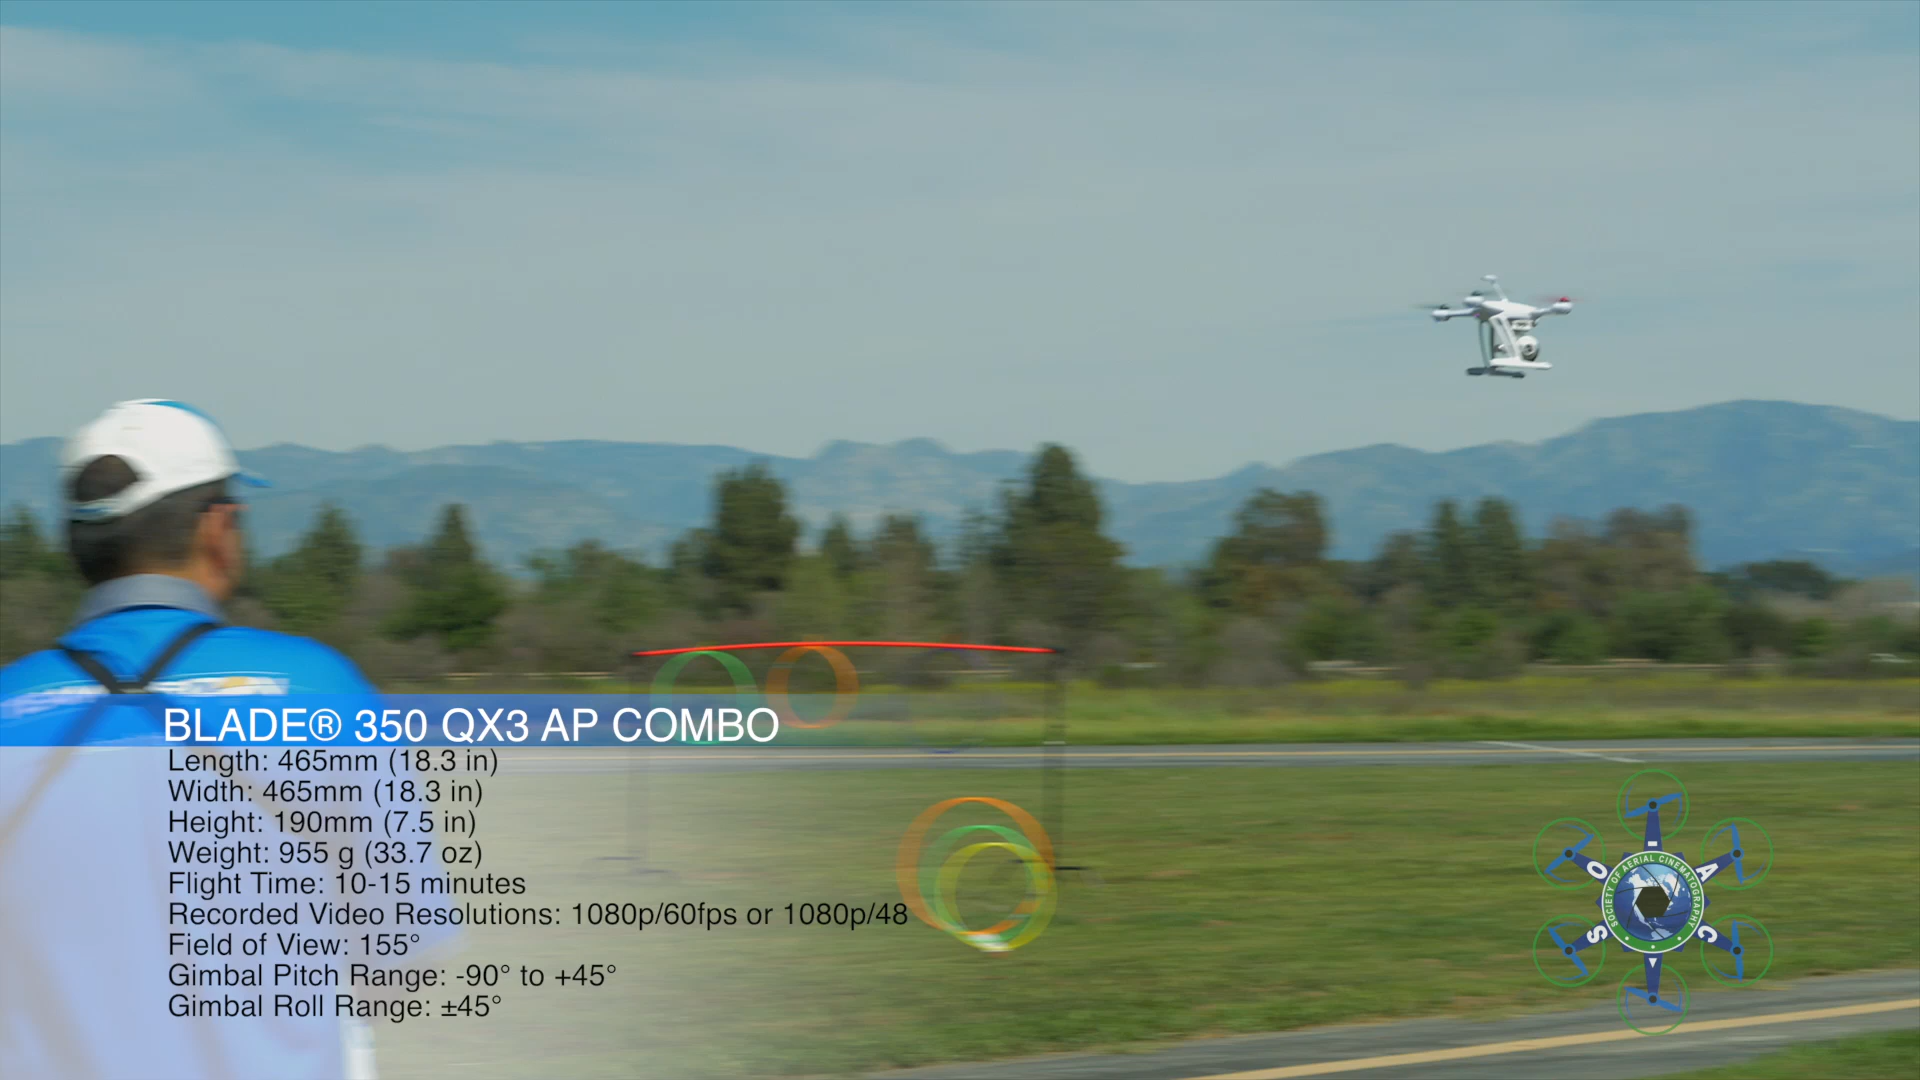 BLADE® 350 QX3 AP COMBO
Length: 465mm (18.3 in)
Width: 465mm (18.3 in)
Height: 190mm (7.5 in)
Weight: 955 g (33.7 oz)
Flight Time: 10-15 minutes
Recorded Video Resolutions: 1080p/60fps or 1080p/48
Field of View: 155°
Gimbal Pitch Range: -90° to +45°
Gimbal Roll Range: ±45°
SOCIETY OF AERIAL CINEMATOGRAPHY
S O A C